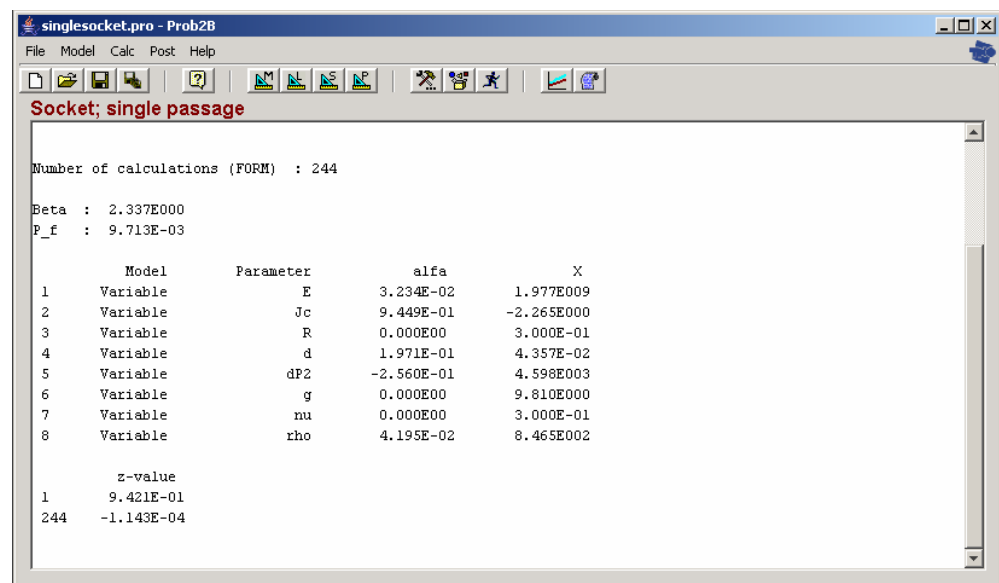 singlesocket.pro - Prob2B
File Model Calc Post Help
M L S P
Socket; single passage
Number of calculations (FORM) : 244
Beta : 2.337E000
P_f : 9.713E-03
Model Parameter alfa X
1 Variable E 3.234E-02 1.977E009
2 Variable Jc 9.449E-01 -2.265E000
3 Variable R 0.000E00 3.000E-01
4 Variable d 1.971E-01 4.357E-02
5 Variable dP2 -2.560E-01 4.598E003
6 Variable g 0.000E00 9.810E000
7 Variable nu 0.000E00 3.000E-01
8 Variable rho 4.195E-02 8.465E002
z-value
1 9.421E-01
244 -1.143E-04